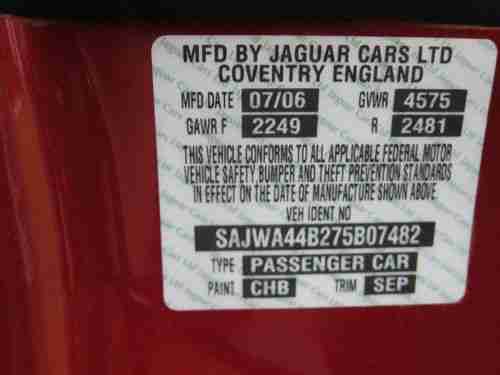 MFD BY JAGUAR CARS LTD
COVENTRY ENGLAND
MFD DATE 07/06 GVWR 4575
GAWR F 2249 R 2481
THIS VEHICLE CONFORMS TO ALL APPLICABLE FEDERAL MOTOR
VEHICLE SAFETY, BUMPER AND THEFT PREVENTION STANDARDS
IN EFFECT ON THE DATE OF MANUFACTURE SHOWN ABOVE
VEH IDENT NO
SAJWA44B275B07482
TYPE PASSENGER CAR
PAINT CHB TRIM SEP